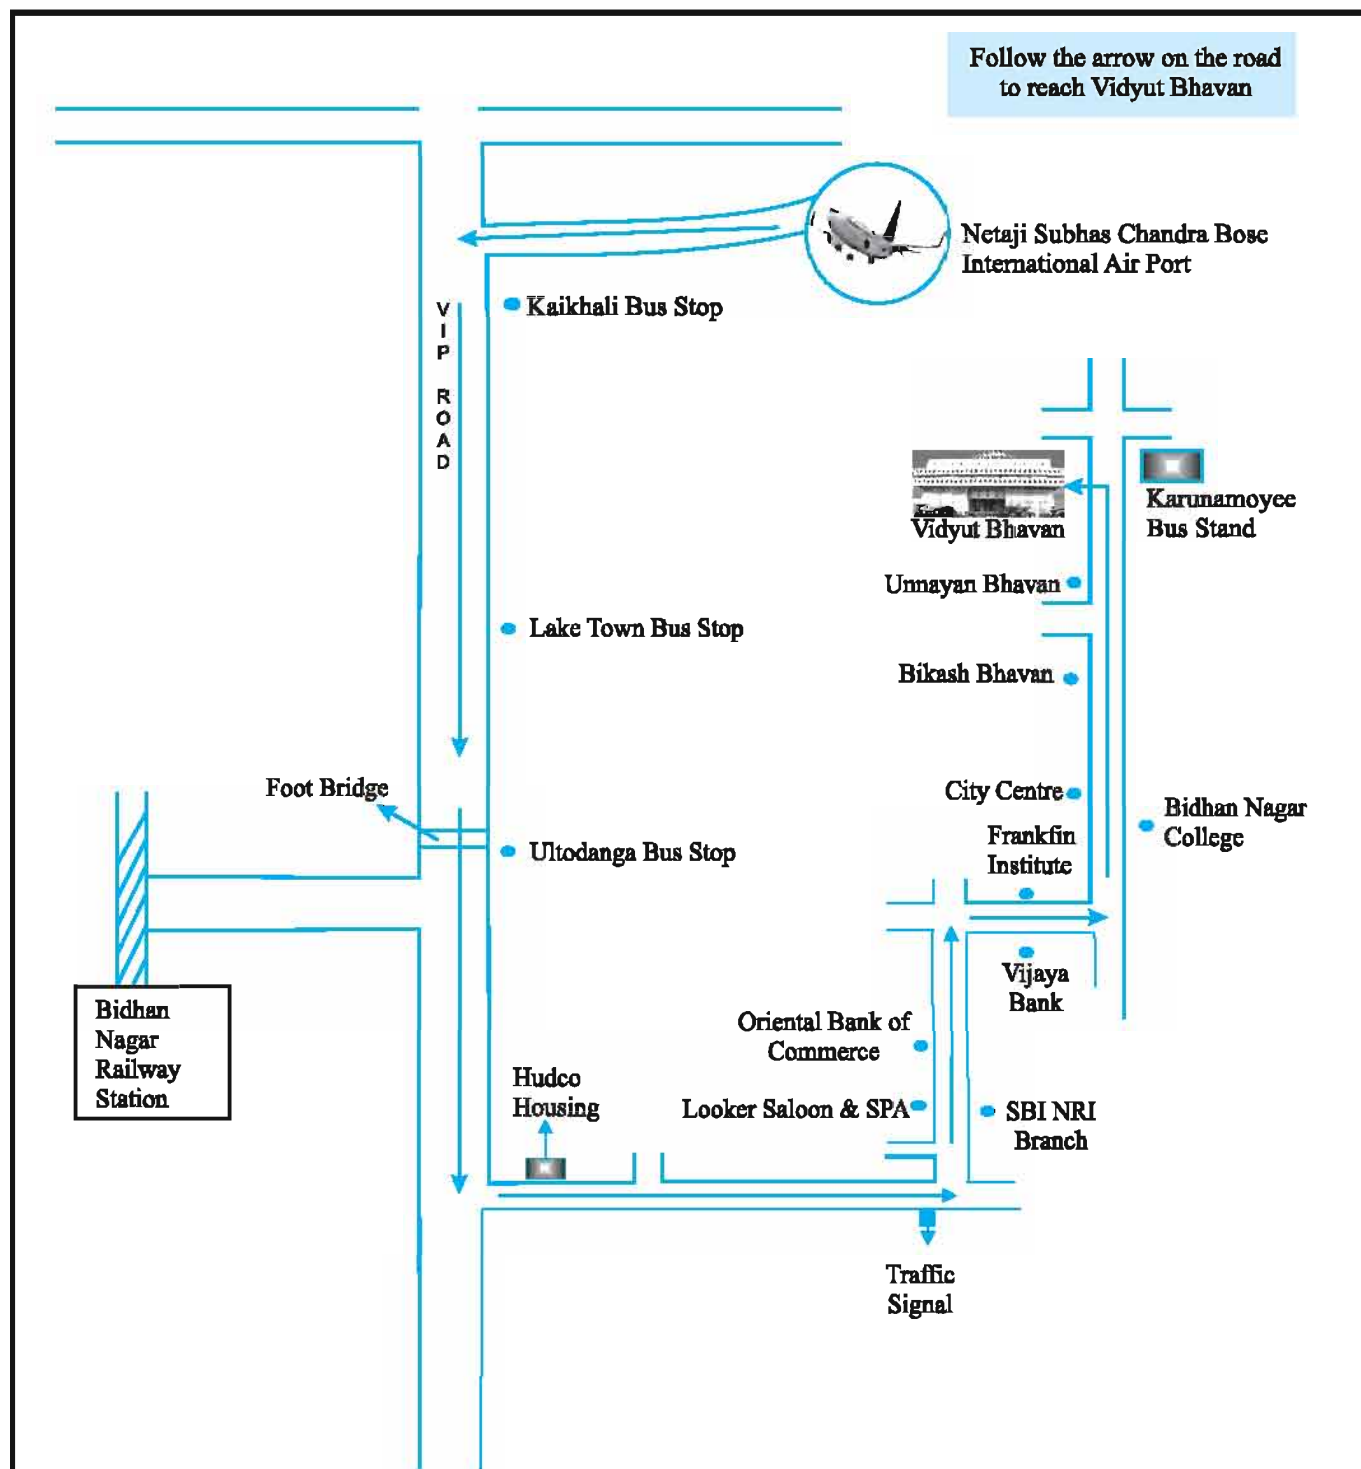 Follow the arrow on the road
to reach Vidyut Bhavan
Netaji Subhas Chandra Bose
International Air Port
Kaikhali Bus Stop
VIP ROAD
Karunamoyee
Bus Stand
Vidyut Bhavan
Unnayan Bhavan
Lake Town Bus Stop
Bikash Bhavan
Foot Bridge
City Centre
Bidhan Nagar
College
Frankfin
Institute
Ultodanga Bus Stop
Vijaya
Bank
Bidhan
Nagar
Railway
Station
Oriental Bank of
Commerce
Hudco
Housing
Looker Saloon & SPA
SBI NRI
Branch
Traffic
Signal